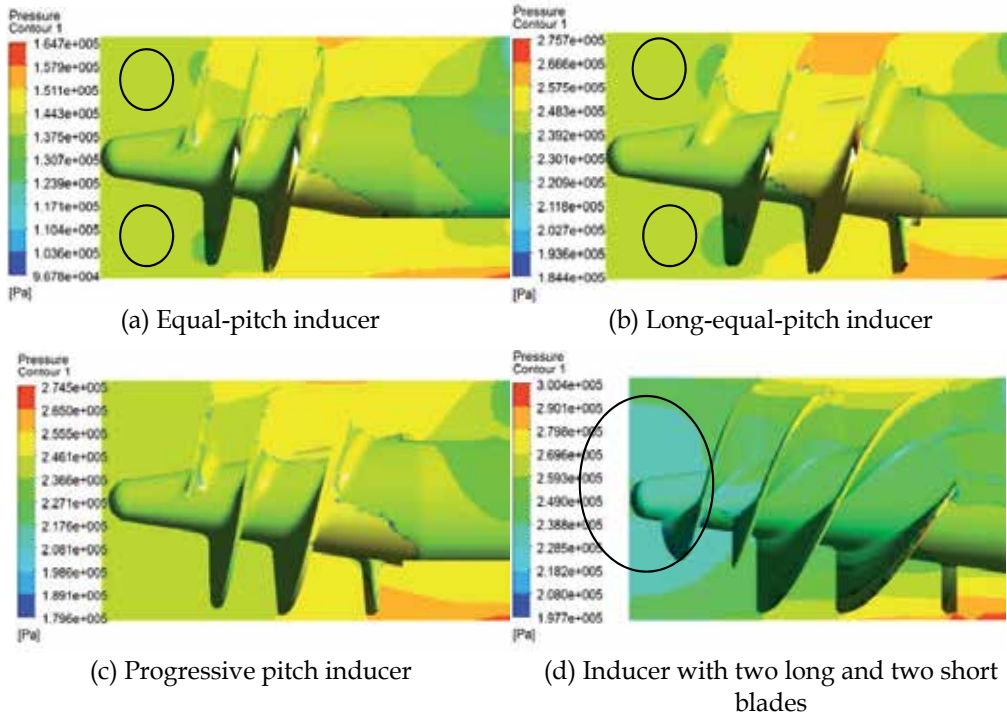 Pressure
Contour 1
1.647e+005
1.579e+005
1.511e+005
1.443e+005
1.375e+005
1.307e+005
1.239e+005
1.171e+005
1.104e+005
1.036e+005
9.678e+004
[Pa]
(a) Equal-pitch inducer
Pressure
Contour 1
2.757e+005
2.666e+005
2.575e+005
2.483e+005
2.392e+005
2.301e+005
2.209e+005
2.118e+005
2.027e+005
1.936e+005
1.844e+005
[Pa]
(b) Long-equal-pitch inducer
Pressure
Contour 1
2.745e+005
2.650e+005
2.555e+005
2.461e+005
2.366e+005
2.271e+005
2.176e+005
2.081e+005
1.986e+005
1.891e+005
1.796e+005
[Pa]
(c) Progressive pitch inducer
Pressure
Contour 1
3.004e+005
2.901e+005
2.798e+005
2.696e+005
2.593e+005
2.490e+005
2.388e+005
2.285e+005
2.182e+005
2.080e+005
1.977e+005
[Pa]
(d) Inducer with two long and two short
blades